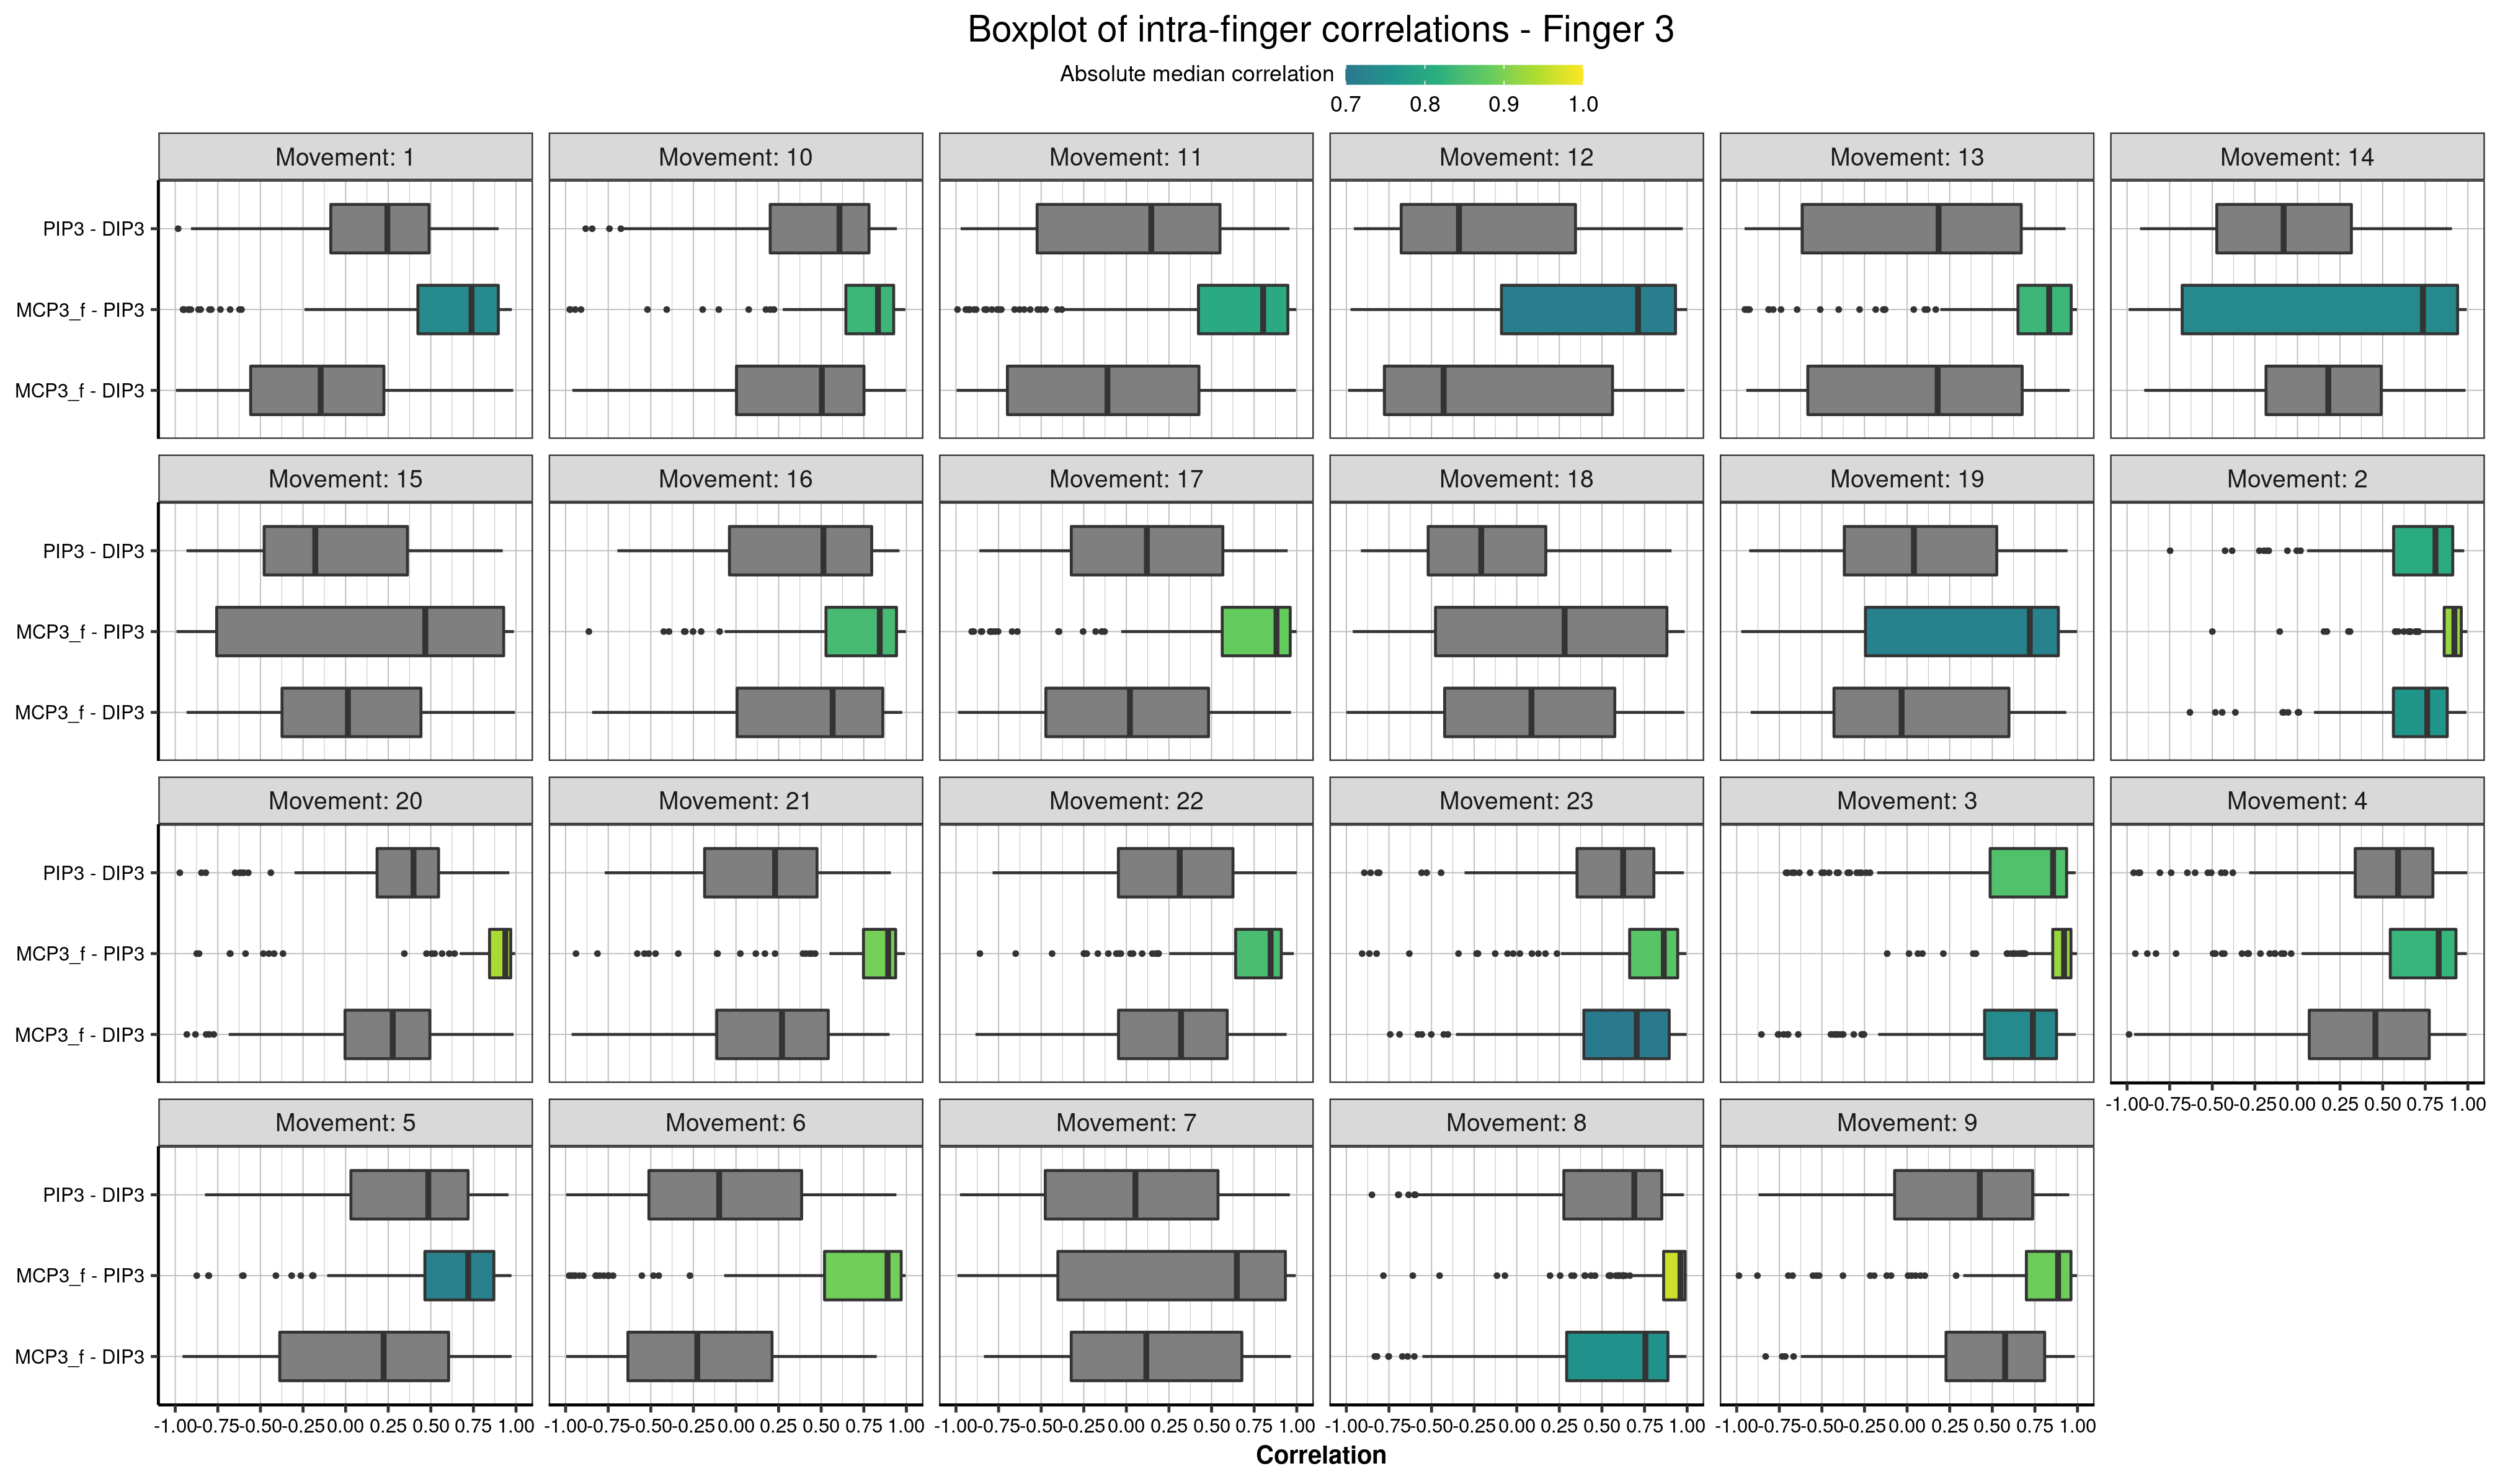 Boxplot of intra-finger correlations - Finger 3
Absolute median correlation
0.7 0.8 0.9 1.0
Movement: 1 Movement: 10 Movement: 11 Movement: 12 Movement: 13 Movement: 14
PIP3 - DIP3
MCP3_f - PIP3
MCP3_f - DIP3
Movement: 15 Movement: 16 Movement: 17 Movement: 18 Movement: 19 Movement: 2
PIP3 - DIP3
MCP3_f - PIP3
MCP3_f - DIP3
Movement: 20 Movement: 21 Movement: 22 Movement: 23 Movement: 3 Movement: 4
PIP3 - DIP3
MCP3_f - PIP3
MCP3_f - DIP3
-1.00 -0.75 -0.50 -0.25 0.00 0.25 0.50 0.75 1.00
Movement: 5 Movement: 6 Movement: 7 Movement: 8 Movement: 9
PIP3 - DIP3
MCP3_f - PIP3
MCP3_f - DIP3
-1.00 -0.75 -0.50 -0.25 0.00 0.25 0.50 0.75 1.00 -1.00 -0.75 -0.50 -0.25 0.00 0.25 0.50 0.75 1.00 -1.00 -0.75 -0.50 -0.25 0.00 0.25 0.50 0.75 1.00 -1.00 -0.75 -0.50 -0.25 0.00 0.25 0.50 0.75 1.00 -1.00 -0.75 -0.50 -0.25 0.00 0.25 0.50 0.75 1.00
Correlation